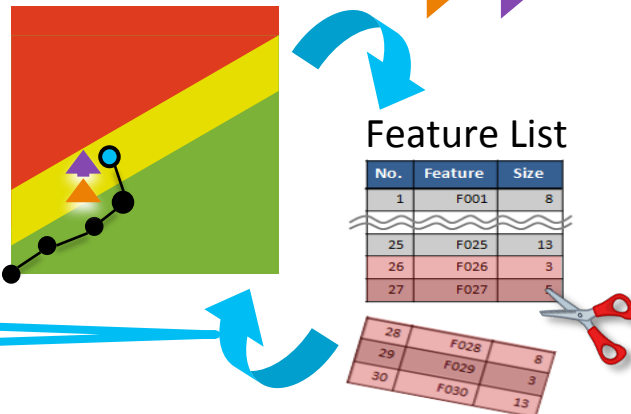 Feature List
No. Feature Size
1 F001 8
25 F025 13
26 F026 3
27 F027
28 F028 8
29 F029 3
30 F030 13